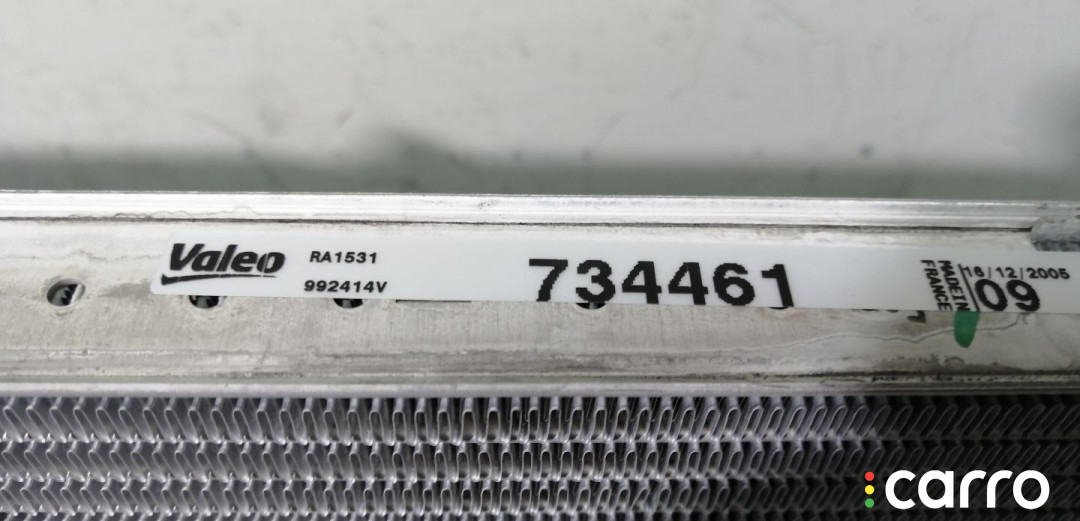 Valeo
RA1531
992414V
734461
MADE IN
FRANCE
16/12/2005
09
carro